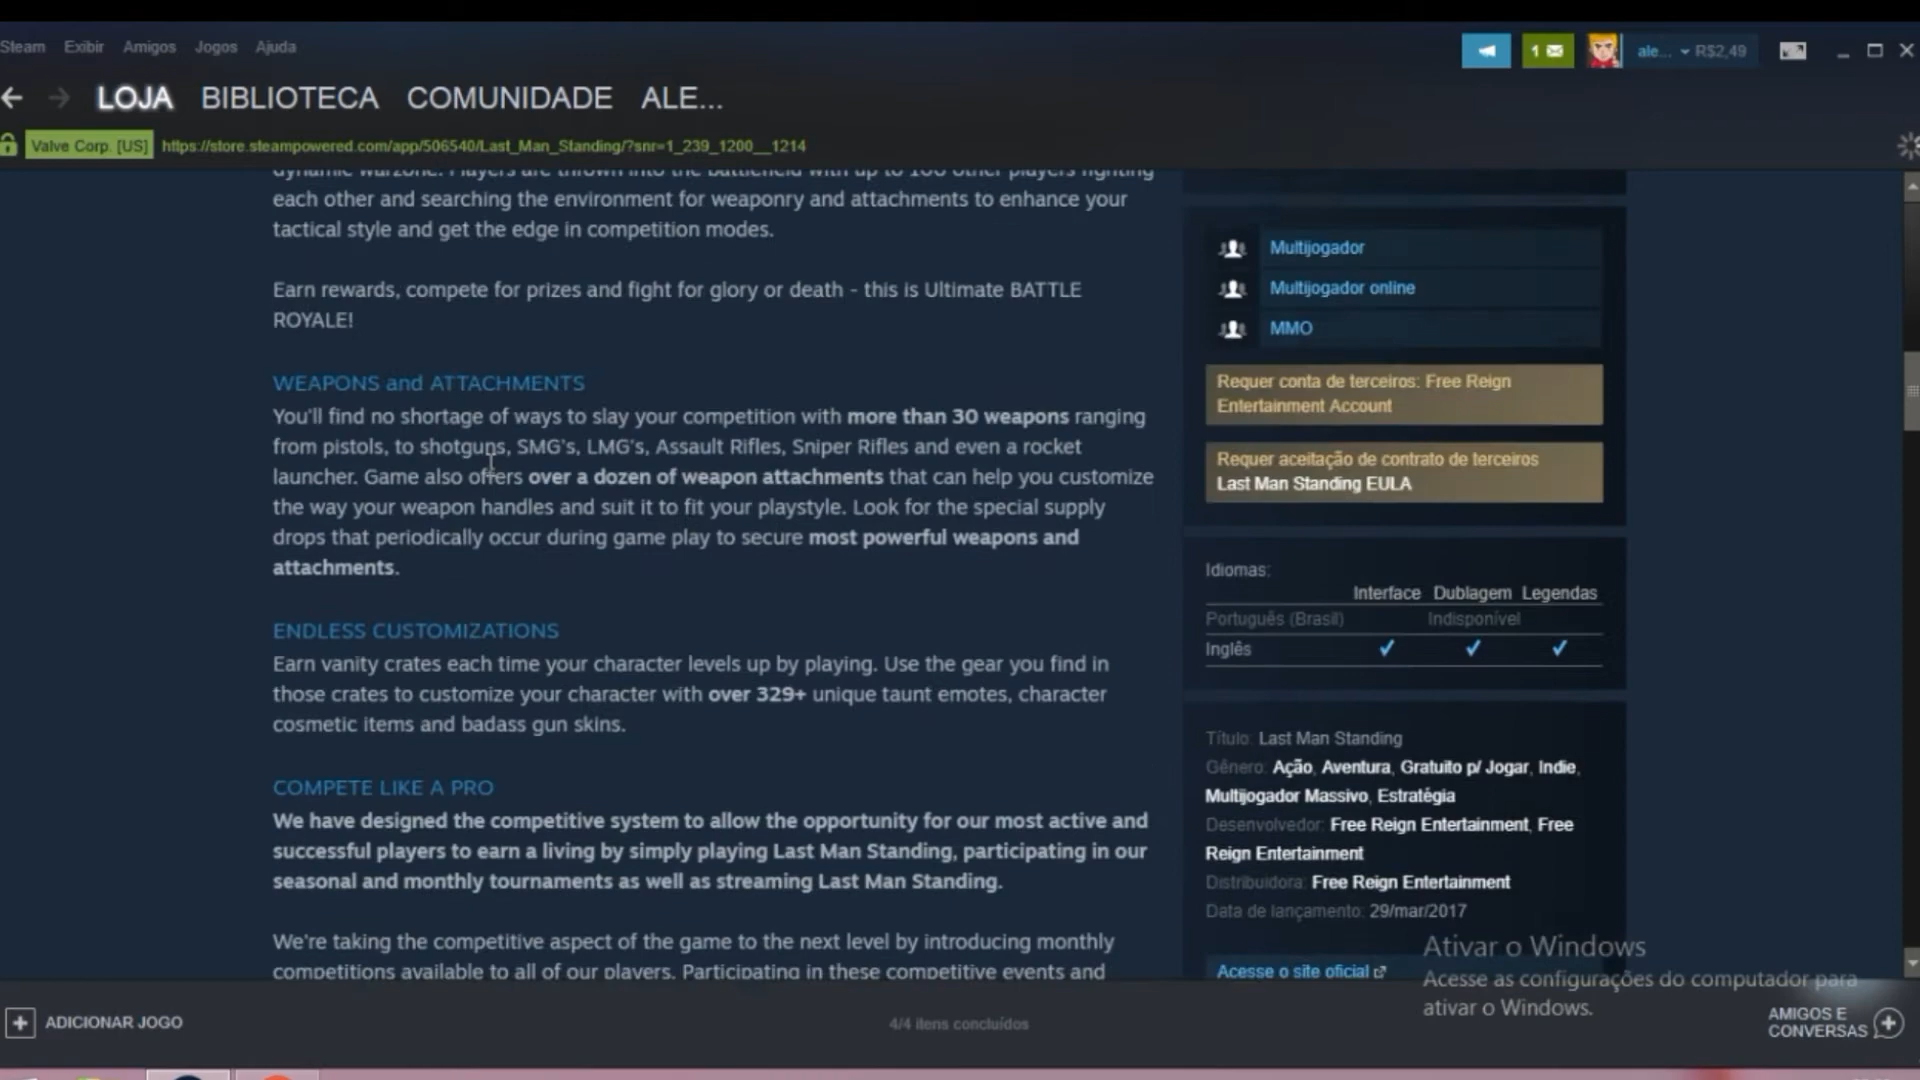 Steam Exibir Amigos Jogos Ajuda
1
ale... R$2,49
LOJA BIBLIOTECA COMUNIDADE ALE...
Valve Corp. [US] https://store.steampowered.com/app/506540/Last_Man_Standing/?snr=1_239_1200__1214
dynamic warzone. Players are thrown into the battlefield with up to 100 other players fighting
each other and searching the environment for weaponry and attachments to enhance your
tactical style and get the edge in competition modes.
Earn rewards, compete for prizes and fight for glory or death - this is Ultimate BATTLE
ROYALE!
WEAPONS and ATTACHMENTS
You'll find no shortage of ways to slay your competition with more than 30 weapons ranging
from pistols, to shotguns, SMG's, LMG's, Assault Rifles, Sniper Rifles and even a rocket
launcher. Game also offers over a dozen of weapon attachments that can help you customize
the way your weapon handles and suit it to fit your playstyle. Look for the special supply
drops that periodically occur during game play to secure most powerful weapons and
attachments.
ENDLESS CUSTOMIZATIONS
Earn vanity crates each time your character levels up by playing. Use the gear you find in
those crates to customize your character with over 329+ unique taunt emotes, character
cosmetic items and badass gun skins.
COMPETE LIKE A PRO
We have designed the competitive system to allow the opportunity for our most active and
successful players to earn a living by simply playing Last Man Standing, participating in our
seasonal and monthly tournaments as well as streaming Last Man Standing.
We're taking the competitive aspect of the game to the next level by introducing monthly
competitions available to all of our players. Participating in these competitive events and
Multijogador
Multijogador online
MMO
Requer conta de terceiros: Free Reign
Entertainment Account
Requer aceitação de contrato de terceiros
Last Man Standing EULA
Idiomas:
Interface Dublagem Legendas
Português (Brasil) Indisponível
Inglês ✔ ✔ ✔
Título: Last Man Standing
Gênero: Ação, Aventura, Gratuito p/ Jogar, Indie,
Multijogador Massivo, Estratégia
Desenvolvedor: Free Reign Entertainment, Free
Reign Entertainment
Distribuidora: Free Reign Entertainment
Data de lançamento: 29/mar/2017
Acesse o site oficial
Ativar o Windows
Acesse as configurações do computador para
ativar o Windows.
ADICIONAR JOGO
4/4 itens concluídos
AMIGOS E
CONVERSAS